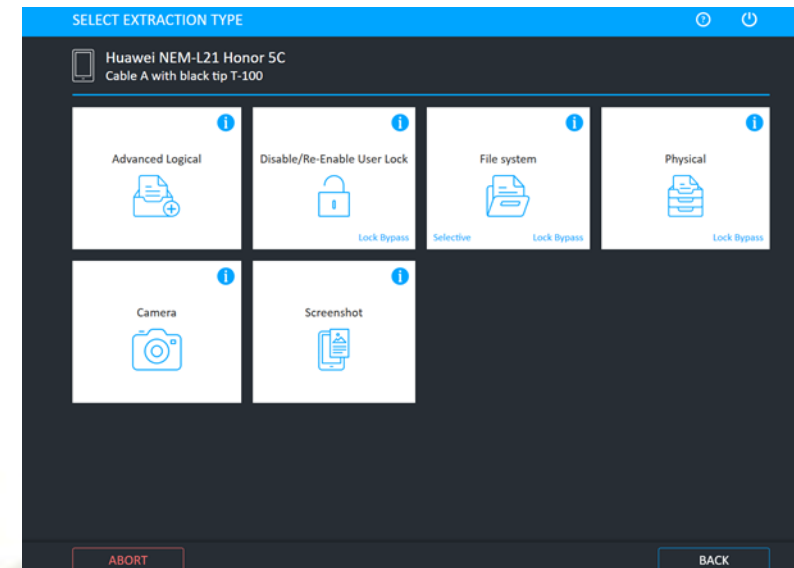 SELECT EXTRACTION TYPE
Huawei NEM-L21 Honor 5C
Cable A with black tip T-100
Advanced Logical
Disable/Re-Enable User Lock
Lock Bypass
File system
Selective
Lock Bypass
Physical
Lock Bypass
Camera
Screenshot
ABORT
BACK